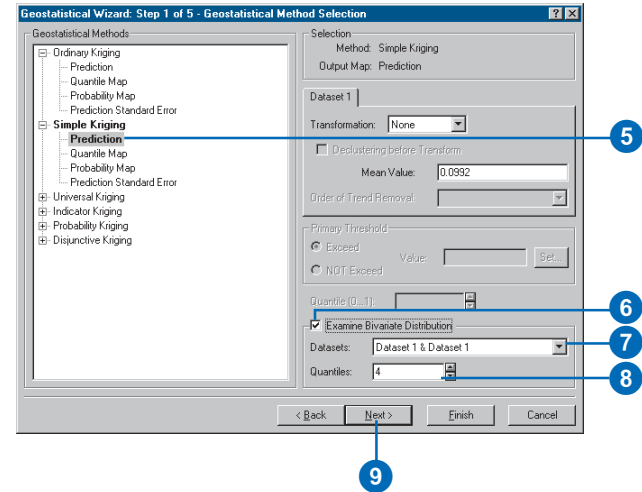 Geostatistical Wizard: Step 1 of 5 - Geostatistical Method Selection
Geostatistical Methods
Ordinary Kriging
Prediction
Quantile Map
Probability Map
Prediction Standard Error
Simple Kriging
Prediction
Quantile Map
Probability Map
Prediction Standard Error
Universal Kriging
Indicator Kriging
Probability Kriging
Disjunctive Kriging
Selection
Method: Simple Kriging
Output Map: Prediction
Dataset 1
Transformation: None
Declustering before Transform
Mean Value: 0.0992
Order of Trend Removal:
Primary Threshold
Exceed
Value: Set...
NOT Exceed
Quantile (0...1):
Examine Bivariate Distribution
Datasets: Dataset 1 & Dataset 1
Quantiles: 4
< Back Next > Finish Cancel
5
6
7
8
9